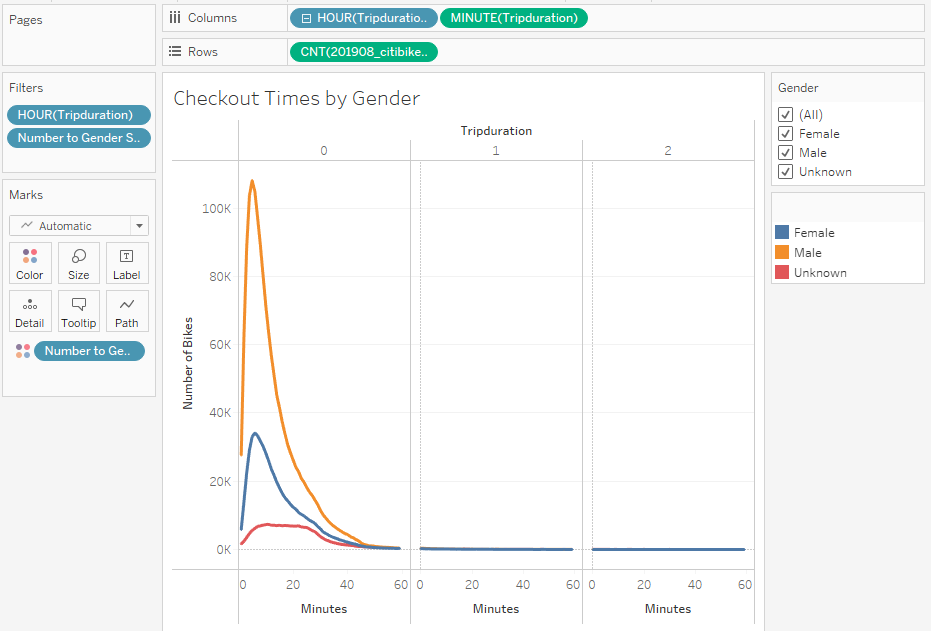 Pages
Columns
HOUR(Tripduratio..
MINUTE(Tripduration)
Rows
CNT(201908_citibike..
Filters
HOUR(Tripduration)
Number to Gender S..
Marks
Automatic
Color Size Label
Detail Tooltip Path
Number to Ge..
Checkout Times by Gender
Tripduration
0 1 2
Number of Bikes
100K
80K
60K
40K
20K
0K
0 20 40 60 0 20 40 60 0 20 40 60
Minutes Minutes Minutes
Gender
(All)
Female
Male
Unknown
Female
Male
Unknown